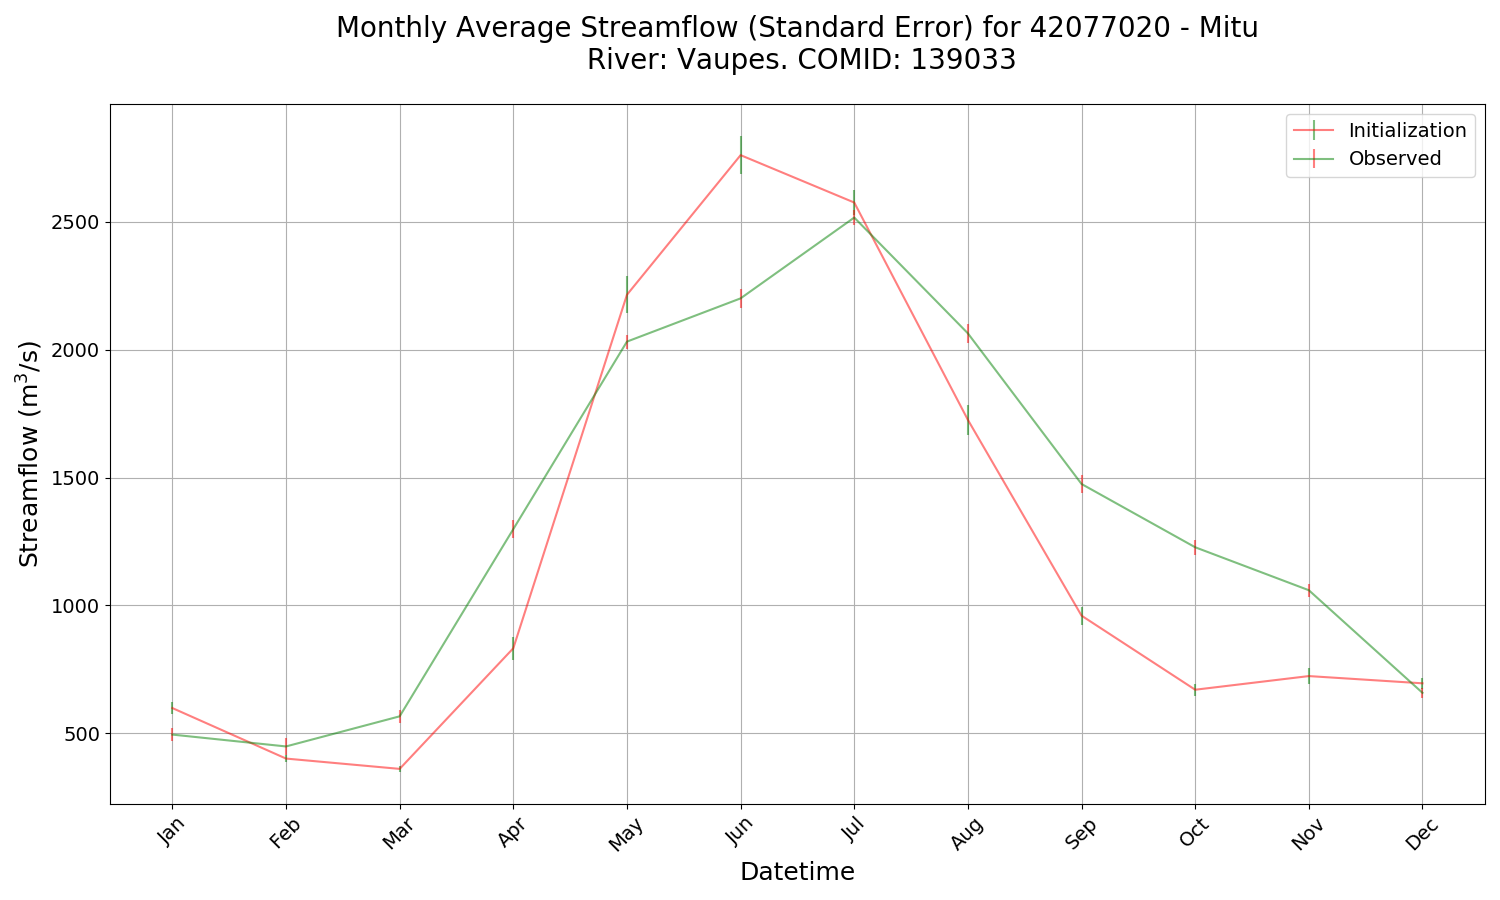 Monthly Average Streamflow (Standard Error) for 42077020 - Mitu
River: Vaupes. COMID: 139033
Initialization
Observed
Streamflow (m³/s)
2500
2000
1500
1000
500
Jan
Feb
Mar
Apr
May
Jun
Jul
Aug
Sep
Oct
Nov
Dec
Datetime